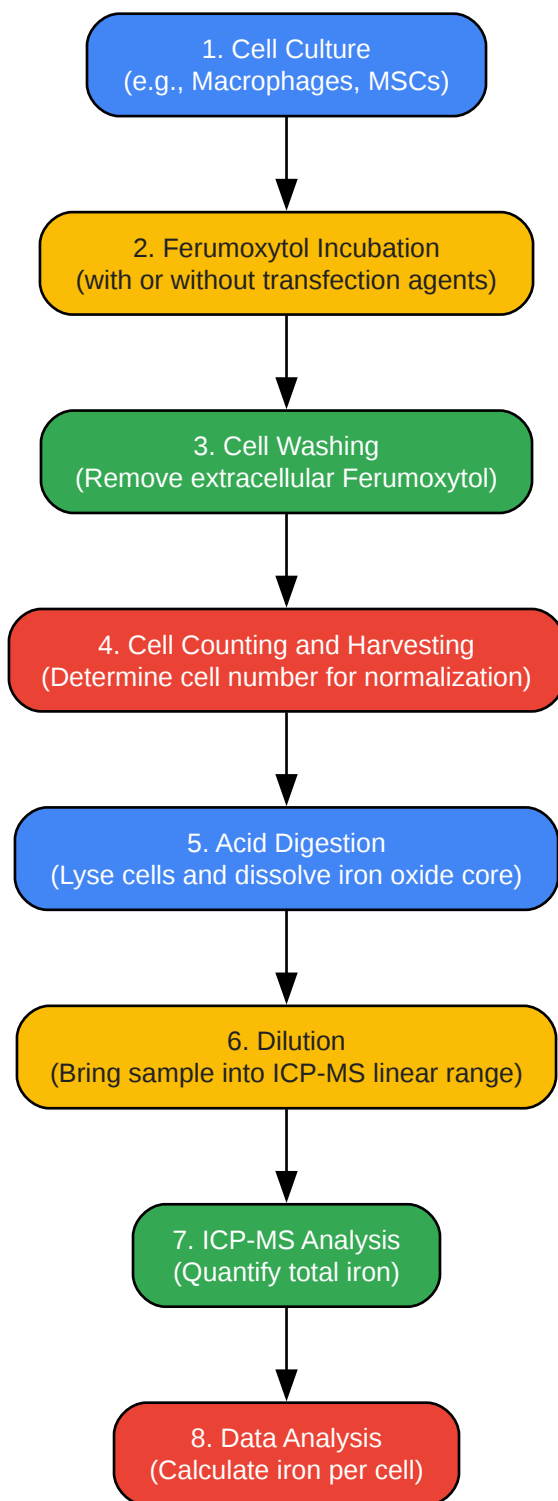 1. Cell Culture
(e.g., Macrophages, MSCs)
2. Ferumoxytol Incubation
(with or without transfection agents)
3. Cell Washing
(Remove extracellular Ferumoxytol)
4. Cell Counting and Harvesting
(Determine cell number for normalization)
5. Acid Digestion
(Lyse cells and dissolve iron oxide core)
6. Dilution
(Bring sample into ICP-MS linear range)
7. ICP-MS Analysis
(Quantify total iron)
8. Data Analysis
(Calculate iron per cell)